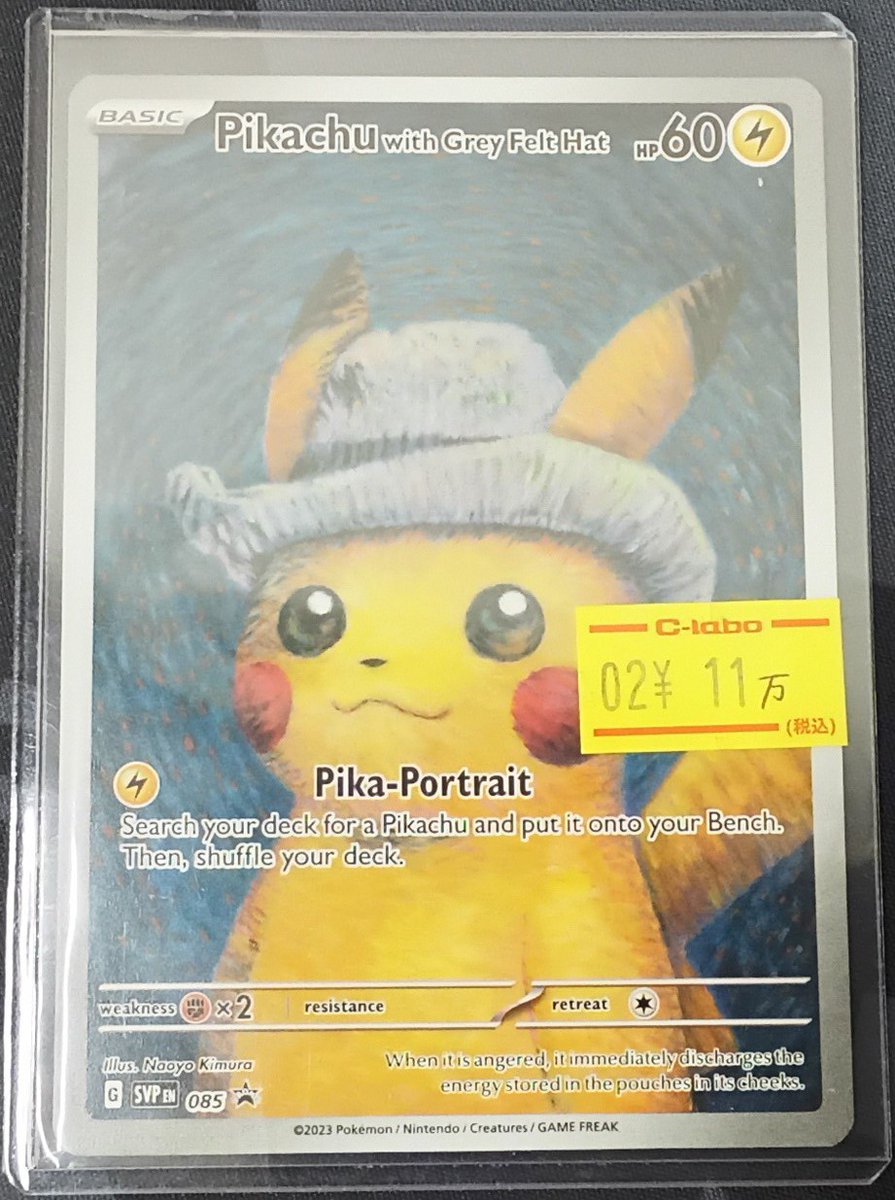 BASIC
Pikachu with Grey Felt Hat HP60
C-labo
02¥ 11万
(税込)
Pika-Portrait
Search your deck for a Pikachu and put it onto your Bench.
Then, shuffle your deck.
weakness ×2 resistance retreat
Illus. Naoyo Kimura
When it is angered, it immediately discharges the
energy stored in the pouches in its cheeks.
G SVP EN 085
©2023 Pokémon / Nintendo / Creatures / GAME FREAK